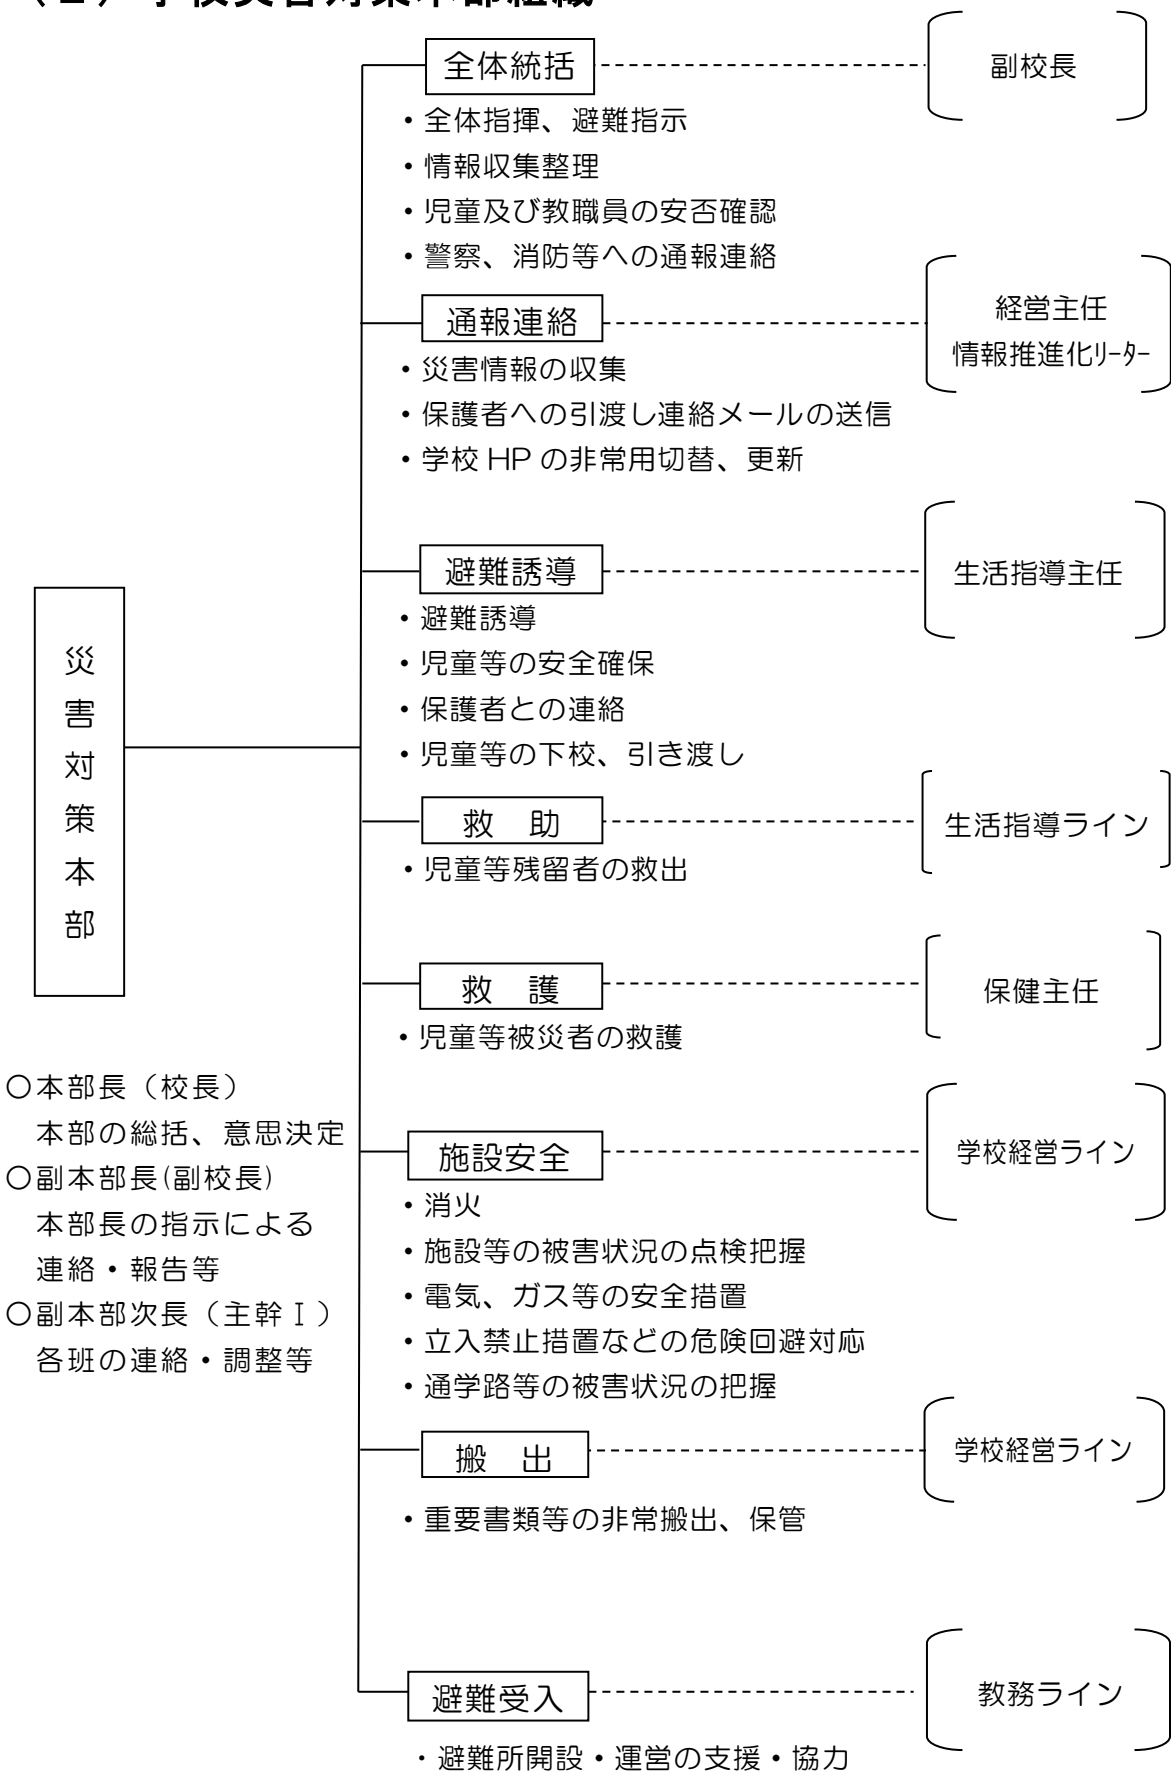 全体統括
副校長
・全体指揮、避難指示
・情報収集整理
・児童及び教職員の安否確認
・警察、消防等への通報連絡
通報連絡
経営主任
情報推進化ﾘｰﾀｰ
・災害情報の収集
・保護者への引渡し連絡メールの送信
・学校 HP の非常用切替、更新
避難誘導
生活指導主任
・避難誘導
・児童等の安全確保
・保護者との連絡
・児童等の下校、引き渡し
災害対策本部
救　助
生活指導ライン
・児童等残留者の救出
救　護
保健主任
・児童等被災者の救護
〇本部長（校長）
本部の総括、意思決定
〇副本部長(副校長)
本部長の指示による
連絡・報告等
〇副本部次長（主幹Ⅰ）
各班の連絡・調整等
施設安全
学校経営ライン
・消火
・施設等の被害状況の点検把握
・電気、ガス等の安全措置
・立入禁止措置などの危険回避対応
・通学路等の被害状況の把握
搬　出
学校経営ライン
・重要書類等の非常搬出、保管
避難受入
教務ライン
・避難所開設・運営の支援・協力